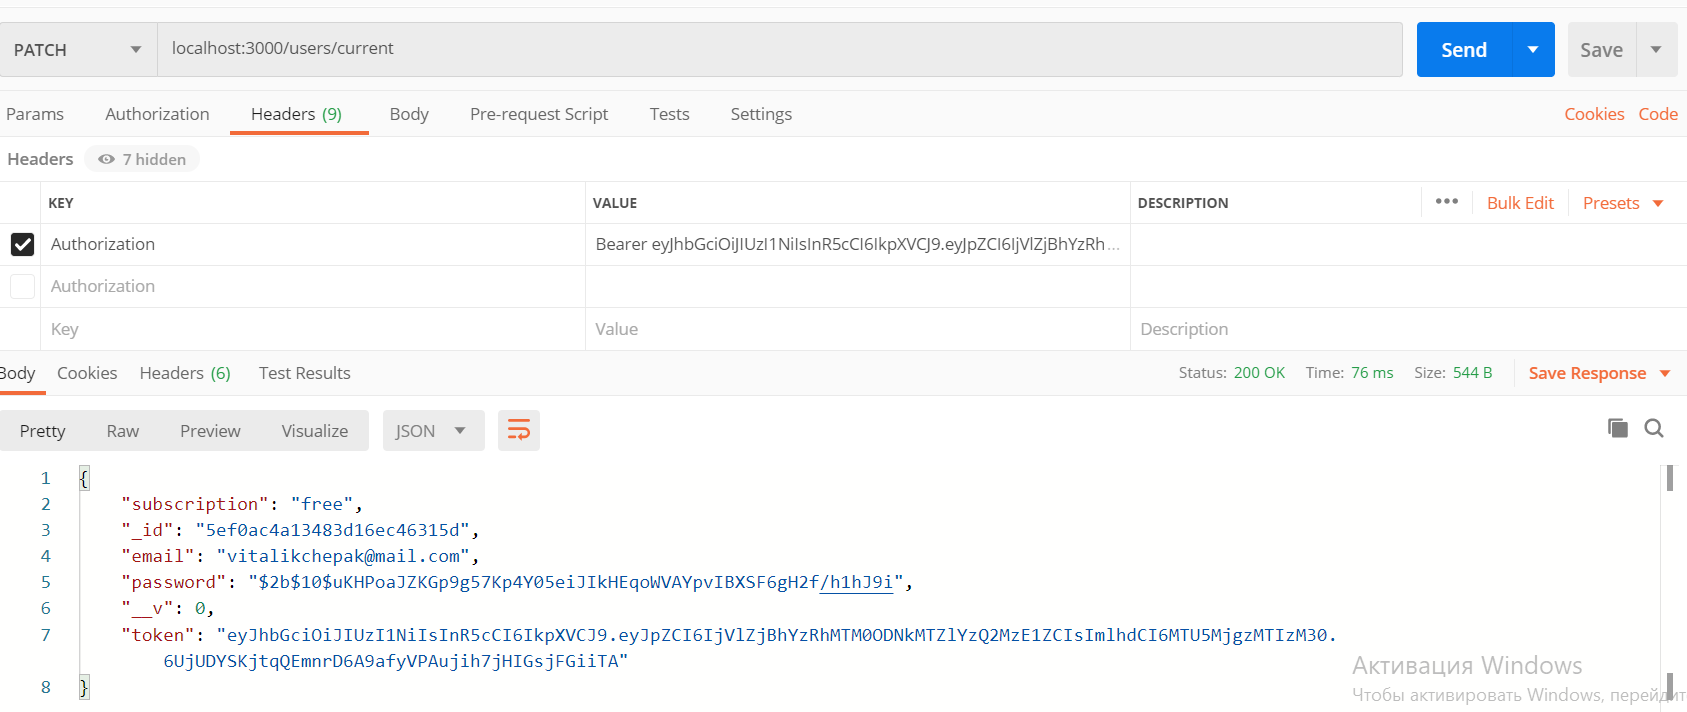 PATCH localhost:3000/users/current Send Save
Params Authorization Headers (9) Body Pre-request Script Tests Settings Cookies Code
Headers 7 hidden
KEY VALUE DESCRIPTION ••• Bulk Edit Presets
Authorization Bearer eyJhbGciOiJIUzI1NiIsInR5cCI6IkpXVCJ9.eyJpZCI6IjVlZjBhYzRh...
Authorization
Key Value Description
Body Cookies Headers (6) Test Results Status: 200 OK Time: 76 ms Size: 544 B Save Response
Pretty Raw Preview Visualize JSON
1 {
2 "subscription": "free",
3 "_id": "5ef0ac4a13483d16ec46315d",
4 "email": "vitalikchepak@mail.com",
5 "password": "$2b$10$uKHPoaJZKGp9g57Kp4Y05eiJIkHEqoWVAYpvIBXSF6gH2f/h1hJ9i",
6 "__v": 0,
7 "token": "eyJhbGciOiJIUzI1NiIsInR5cCI6IkpXVCJ9.eyJpZCI6IjVlZjBhYzRhMTM0ODNkMTZlYzQ2MzE1ZCIsImlhdCI6MTU5MjgzMTIzM30.
6UjUDYSKjtqQEmnrD6A9afyVPAujih7jHIGsjFGiiTA"
8 }
Активация Windows
Чтобы активировать Windows, перейдит